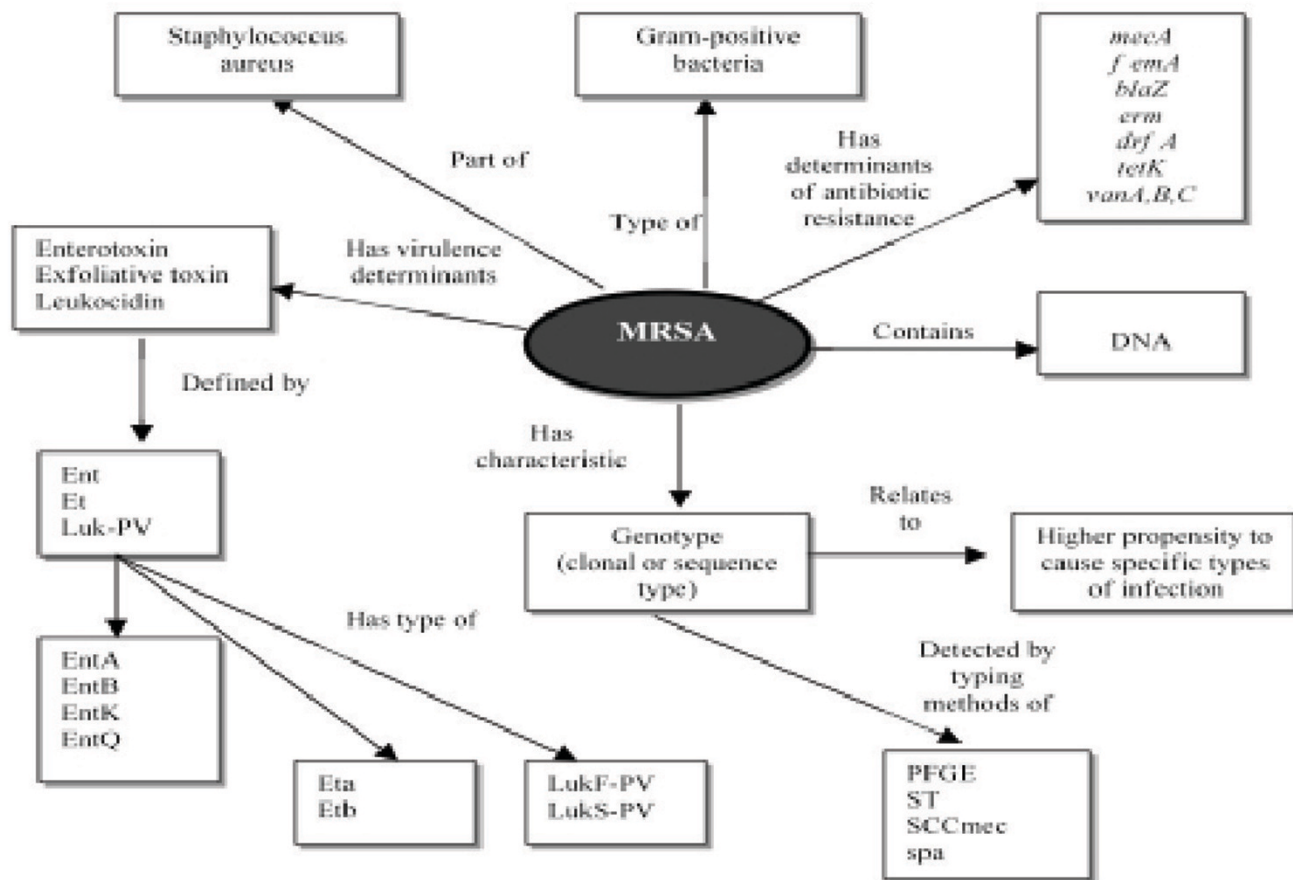 Staphylococcus
aureus
Gram-positive
bacteria
mecA
f emA
blaZ
erm
drf A
tetK
vanA,B,C
Part of
Type of
Has
determinants
of antibiotic
resistance
Enterotoxin
Exfoliative toxin
Leukocidin
Has virulence
determinants
MRSA
Contains
DNA
Defined by
Has
characteristic
Ent
Et
Luk-PV
Genotype
(clonal or sequence
type)
Relates
to
Higher propensity to
cause specific types
of infection
Has type of
EntA
EntB
EntK
EntQ
Detected by
typing
methods of
Eta
Etb
LukF-PV
LukS-PV
PFGE
ST
SCCmec
spa